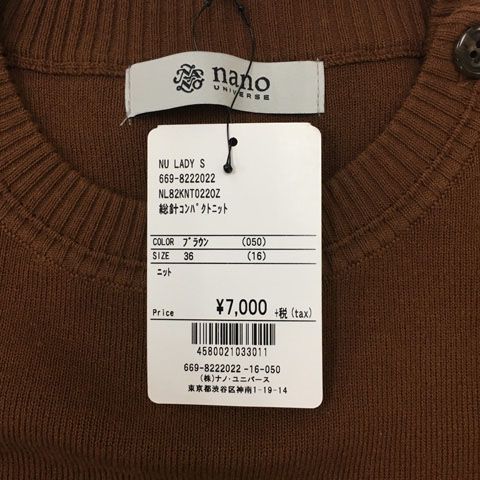 nano
UNIVERSE
NU LADY S
669-8222022
NL82KNT0220Z
総針コンパクトニット
COLOR ブラウン (050)
SIZE 36 (16)
ニット
Price ¥7,000 +税(tax)
4580021033011
669-8222022 -16-050
(株)ナノ・ユニバース
東京都渋谷区神南1-19-14